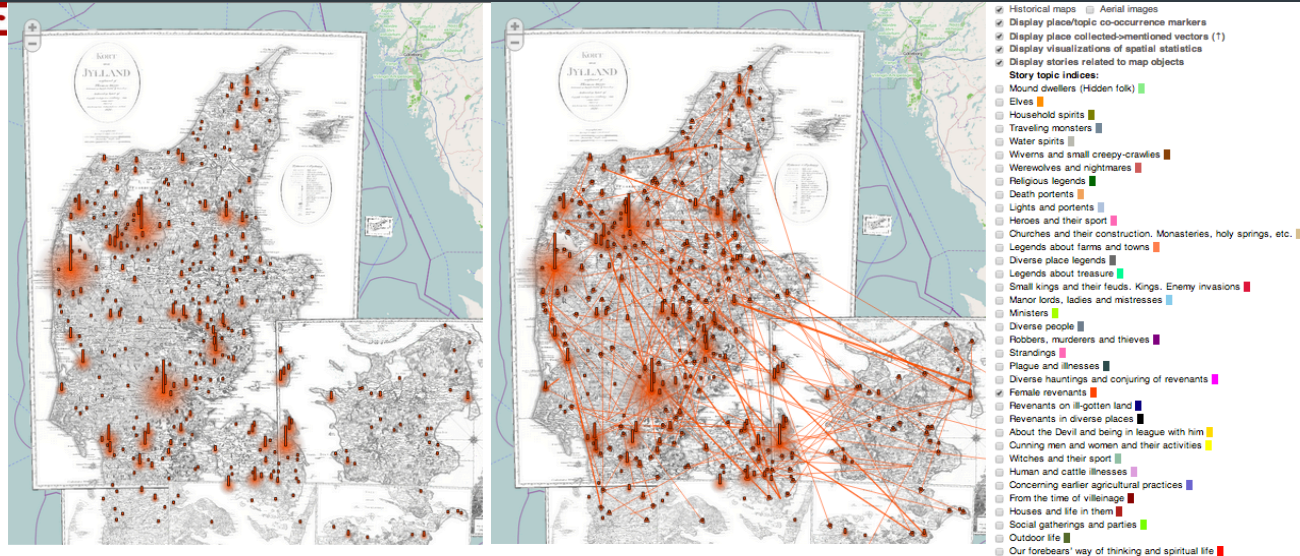 KORT
JYLLAND
KORT
JYLLAND
Historical maps Aerial images
Display place/topic co-occurrence markers
Display place collected->mentioned vectors (↑)
Display visualizations of spatial statistics
Display stories related to map objects
Story topic indices:
Mound dwellers (Hidden folk)
Elves
Household spirits
Traveling monsters
Water spirits
Wiverns and small creepy-crawlies
Werewolves and nightmares
Religious legends
Death portents
Lights and portents
Heroes and their sport
Churches and their construction. Monasteries, holy springs, etc.
Legends about farms and towns
Diverse place legends
Legends about treasure
Small kings and their feuds. Kings. Enemy invasions
Manor lords, ladies and mistresses
Ministers
Diverse people
Robbers, murderers and thieves
Strandings
Plague and illnesses
Diverse hauntings and conjuring of revenants
Female revenants
Revenants on ill-gotten land
Revenants in diverse places
About the Devil and being in league with him
Cunning men and women and their activities
Witches and their sport
Human and cattle illnesses
Concerning earlier agricultural practices
From the time of villeinage
Houses and life in them
Social gatherings and parties
Outdoor life
Our forebears' way of thinking and spiritual life